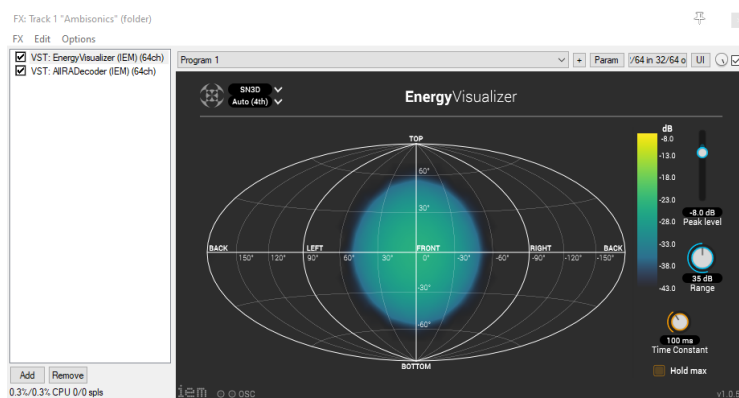 FX: Track 1 "Ambisonics" (folder)
FX Edit Options
VST: EnergyVisualizer (IEM) (64ch)
VST: AllRADecoder (IEM) (64ch)
Program 1
+
Param
/64 in 32/64 o
UI
SN3D
Auto (4th)
EnergyVisualizer
TOP
60°
30°
BACK
LEFT
FRONT
RIGHT
BACK
150° 120° 90° 60° 30° 0° -30° -60° -90° -120° -150°
-30°
-60°
BOTTOM
dB
-8.0
-13.0
-18.0
-23.0
-28.0
-33.0
-38.0
-43.0
-8.0 dB
Peak level
35 dB
Range
100 ms
Time Constant
Hold max
Add Remove
0.3%/0.3% CPU 0/0 spls
iem
OSC